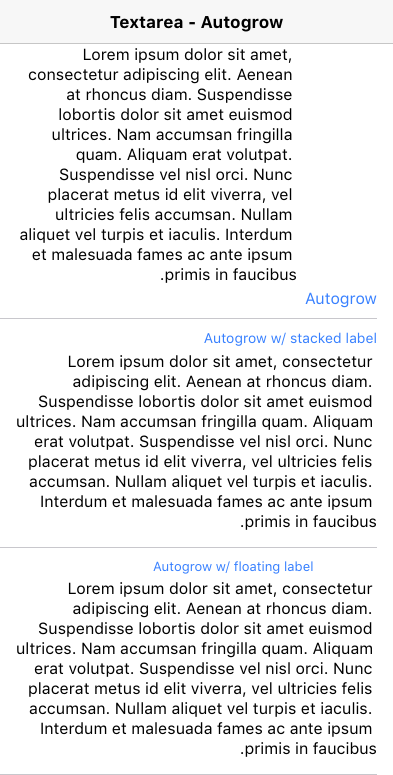 Textarea - Autogrow
Lorem ipsum dolor sit amet,
consectetur adipiscing elit. Aenean
at rhoncus diam. Suspendisse
lobortis dolor sit amet euismod
ultrices. Nam accumsan fringilla
quam. Aliquam erat volutpat.
Suspendisse vel nisl orci. Nunc
placerat metus id elit viverra, vel
ultricies felis accumsan. Nullam
aliquet vel turpis et iaculis. Interdum
et malesuada fames ac ante ipsum
.primis in faucibus
Autogrow
Autogrow w/ stacked label
Lorem ipsum dolor sit amet, consectetur
adipiscing elit. Aenean at rhoncus diam.
Suspendisse lobortis dolor sit amet euismod
ultrices. Nam accumsan fringilla quam. Aliquam
erat volutpat. Suspendisse vel nisl orci. Nunc
placerat metus id elit viverra, vel ultricies felis
accumsan. Nullam aliquet vel turpis et iaculis.
Interdum et malesuada fames ac ante ipsum
.primis in faucibus
Autogrow w/ floating label
Lorem ipsum dolor sit amet, consectetur
adipiscing elit. Aenean at rhoncus diam.
Suspendisse lobortis dolor sit amet euismod
ultrices. Nam accumsan fringilla quam. Aliquam
erat volutpat. Suspendisse vel nisl orci. Nunc
placerat metus id elit viverra, vel ultricies felis
accumsan. Nullam aliquet vel turpis et iaculis.
Interdum et malesuada fames ac ante ipsum
.primis in faucibus